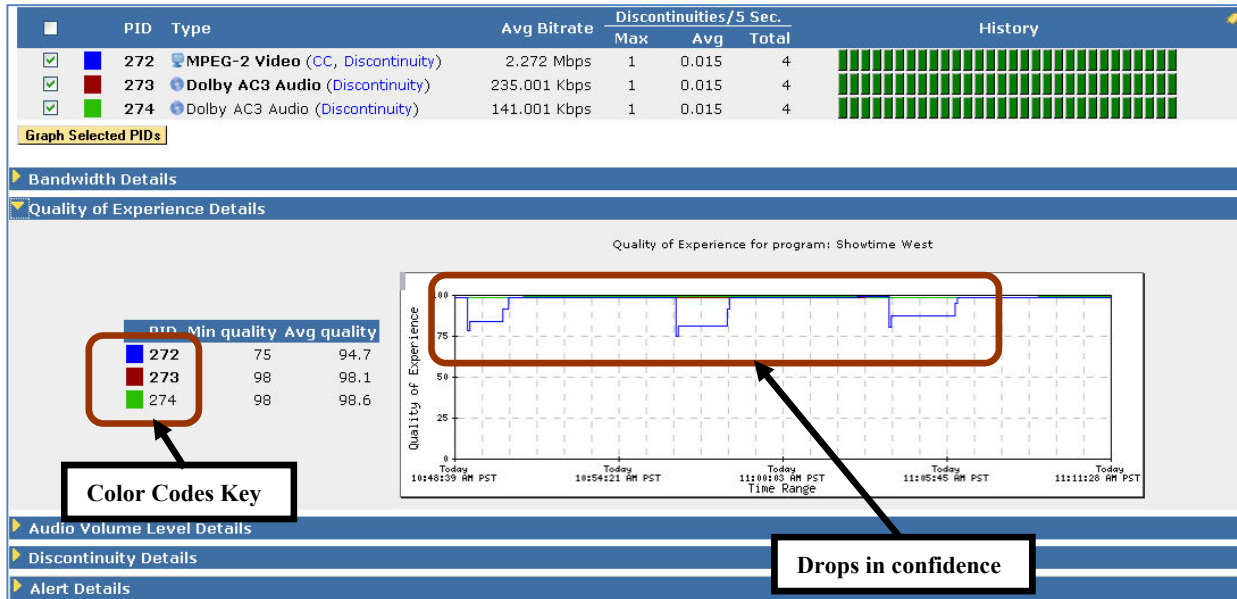 Discontinuities/5 Sec.
PID Type Avg Bitrate Max Avg Total History
272 MPEG-2 Video (CC, Discontinuity) 2.272 Mbps 1 0.015 4
273 Dolby AC3 Audio (Discontinuity) 235.001 Kbps 1 0.015 4
274 Dolby AC3 Audio (Discontinuity) 141.001 Kbps 1 0.015 4
Graph Selected PIDs
Bandwidth Details
Quality of Experience Details
Quality of Experience for program: Showtime West
PID Min quality Avg quality
272 75 94.7
273 98 98.1
274 98 98.6
Color Codes Key
Quality of Experience
100
75
50
25
0
Today Today Today Today Today
10:48:39 AM PST 10:54:21 AM PST 11:00:03 AM PST 11:05:45 AM PST 11:11:28 AM PST
Time Range
Drops in confidence
Audio Volume Level Details
Discontinuity Details
Alert Details